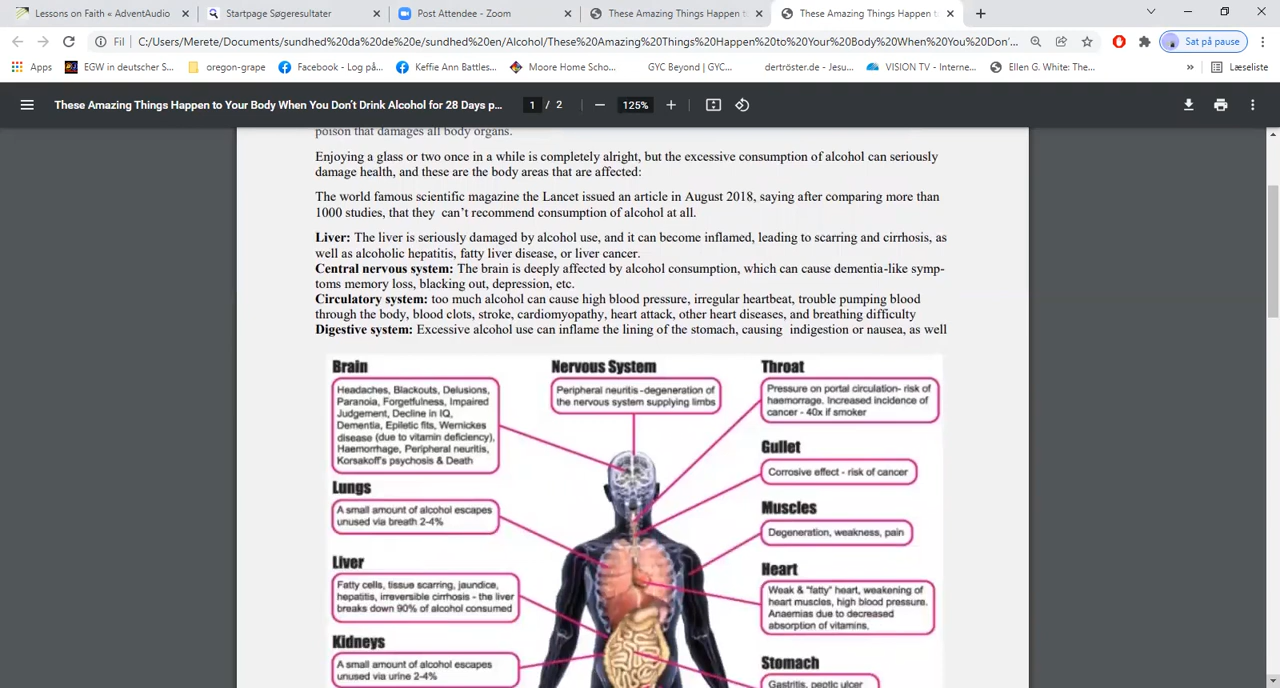 Lessons on Faith « AdventAudio
Startpage Søgeresultater
Post Attendee - Zoom
These Amazing Things Happen t
These Amazing Things Happen t
Fil
C:/Users/Merete/Documents/sundhed%20da%20de%20e/sundhed%20en/Alcohol/These%20Amazing%20Things%20Happen%20to%20Your%20Body%20When%20You%20Don'...
Sat på pause
Apps
EGW in deutscher S...
oregon-grape
Facebook - Log på...
Keffie Ann Battles...
Moore Home Scho...
GYC Beyond | GYC...
dertröster.de - Jesu...
VISION TV - Interne...
Ellen G. White: The...
»
Læseliste
These Amazing Things Happen to Your Body When You Don't Drink Alcohol for 28 Days p...
1 / 2
125%
poison that damages all body organs.
Enjoying a glass or two once in a while is completely alright, but the excessive consumption of alcohol can seriously
damage health, and these are the body areas that are affected:
The world famous scientific magazine the Lancet issued an article in August 2018, saying after comparing more than
1000 studies, that they can't recommend consumption of alcohol at all.
Liver: The liver is seriously damaged by alcohol use, and it can become inflamed, leading to scarring and cirrhosis, as
well as alcoholic hepatitis, fatty liver disease, or liver cancer.
Central nervous system: The brain is deeply affected by alcohol consumption, which can cause dementia-like symp-
toms memory loss, blacking out, depression, etc.
Circulatory system: too much alcohol can cause high blood pressure, irregular heartbeat, trouble pumping blood
through the body, blood clots, stroke, cardiomyopathy, heart attack, other heart diseases, and breathing difficulty
Digestive system: Excessive alcohol use can inflame the lining of the stomach, causing indigestion or nausea, as well
Brain
Headaches, Blackouts, Delusions,
Paranoia, Forgetfulness, Impaired
Judgement, Decline in IQ,
Dementia, Epiletic fits, Wernickes
disease (due to vitamin deficiency),
Haemorrhage, Peripheral neuritis,
Korsakoff's psychosis & Death
Nervous System
Peripheral neuritis -degeneration of
the nervous system supplying limbs
Throat
Pressure on portal circulation- risk of
haemorrage. Increased incidence of
cancer - 40x if smoker
Gullet
Corrosive effect - risk of cancer
Lungs
A small amount of alcohol escapes
unused via breath 2-4%
Muscles
Degeneration, weakness, pain
Liver
Fatty cells, tissue scarring, jaundice,
hepatitis, irreversible cirrhosis - the liver
breaks down 90% of alcohol consumed
Heart
Weak & "fatty" heart, weakening of
heart muscles, high blood pressure.
Anaemias due to decreased
absorption of vitamins.
Kidneys
A small amount of alcohol escapes
unused via urine 2-4%
Stomach
Gastritis, peptic ulcer